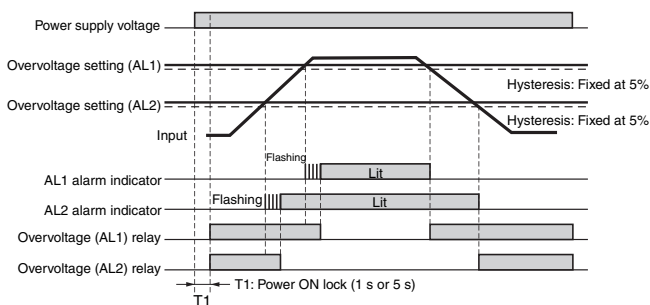 Power supply voltage
Overvoltage setting (AL1)
Hysteresis: Fixed at 5%
Overvoltage setting (AL2)
Hysteresis: Fixed at 5%
Input
Flashing
Lit
AL1 alarm indicator
Flashing
Lit
AL2 alarm indicator
Overvoltage (AL1) relay
Overvoltage (AL2) relay
T1: Power ON lock (1 s or 5 s)
T1